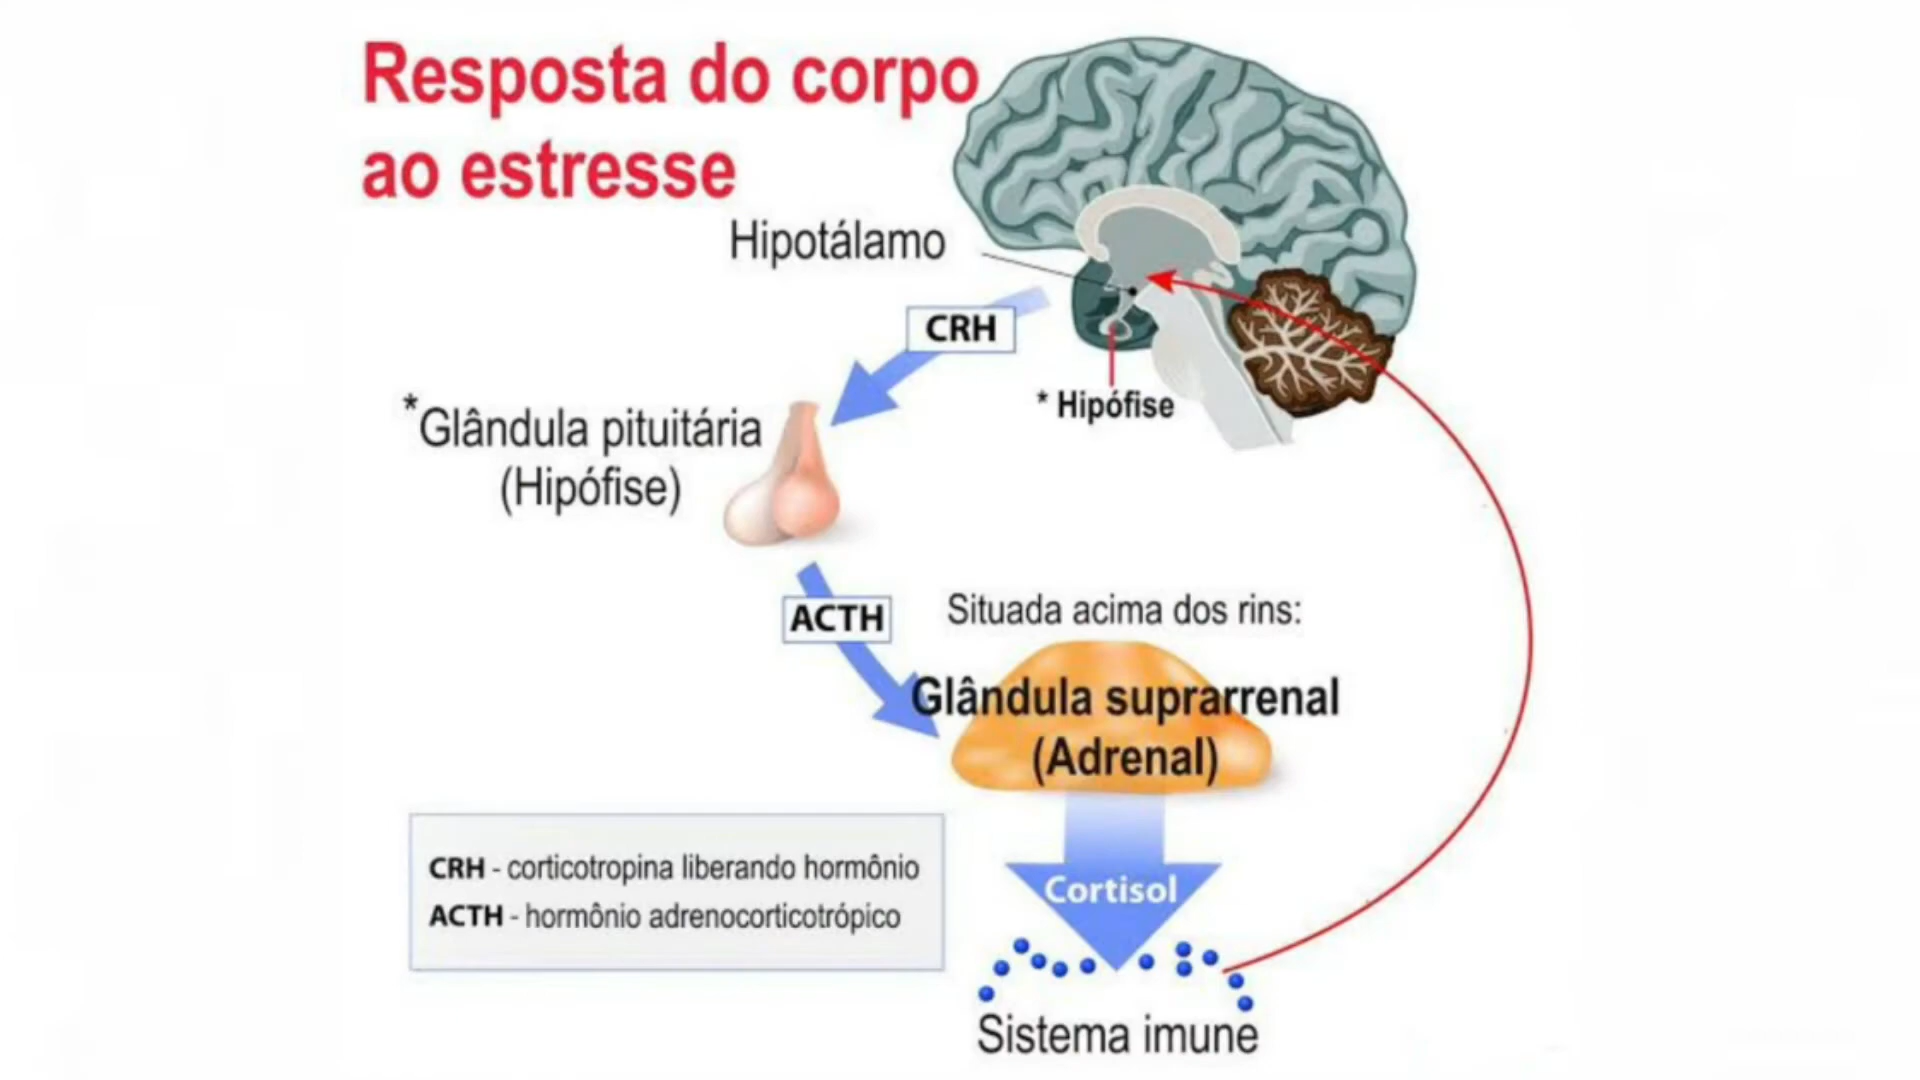 Resposta do corpo
ao estresse
Hipotálamo
CRH
* Hipófise
*Glândula pituitária
(Hipófise)
ACTH
Situada acima dos rins:
Glândula suprarrenal
(Adrenal)
CRH - corticotropina liberando hormônio
ACTH - hormônio adrenocorticotrópico
Cortisol
Sistema imune